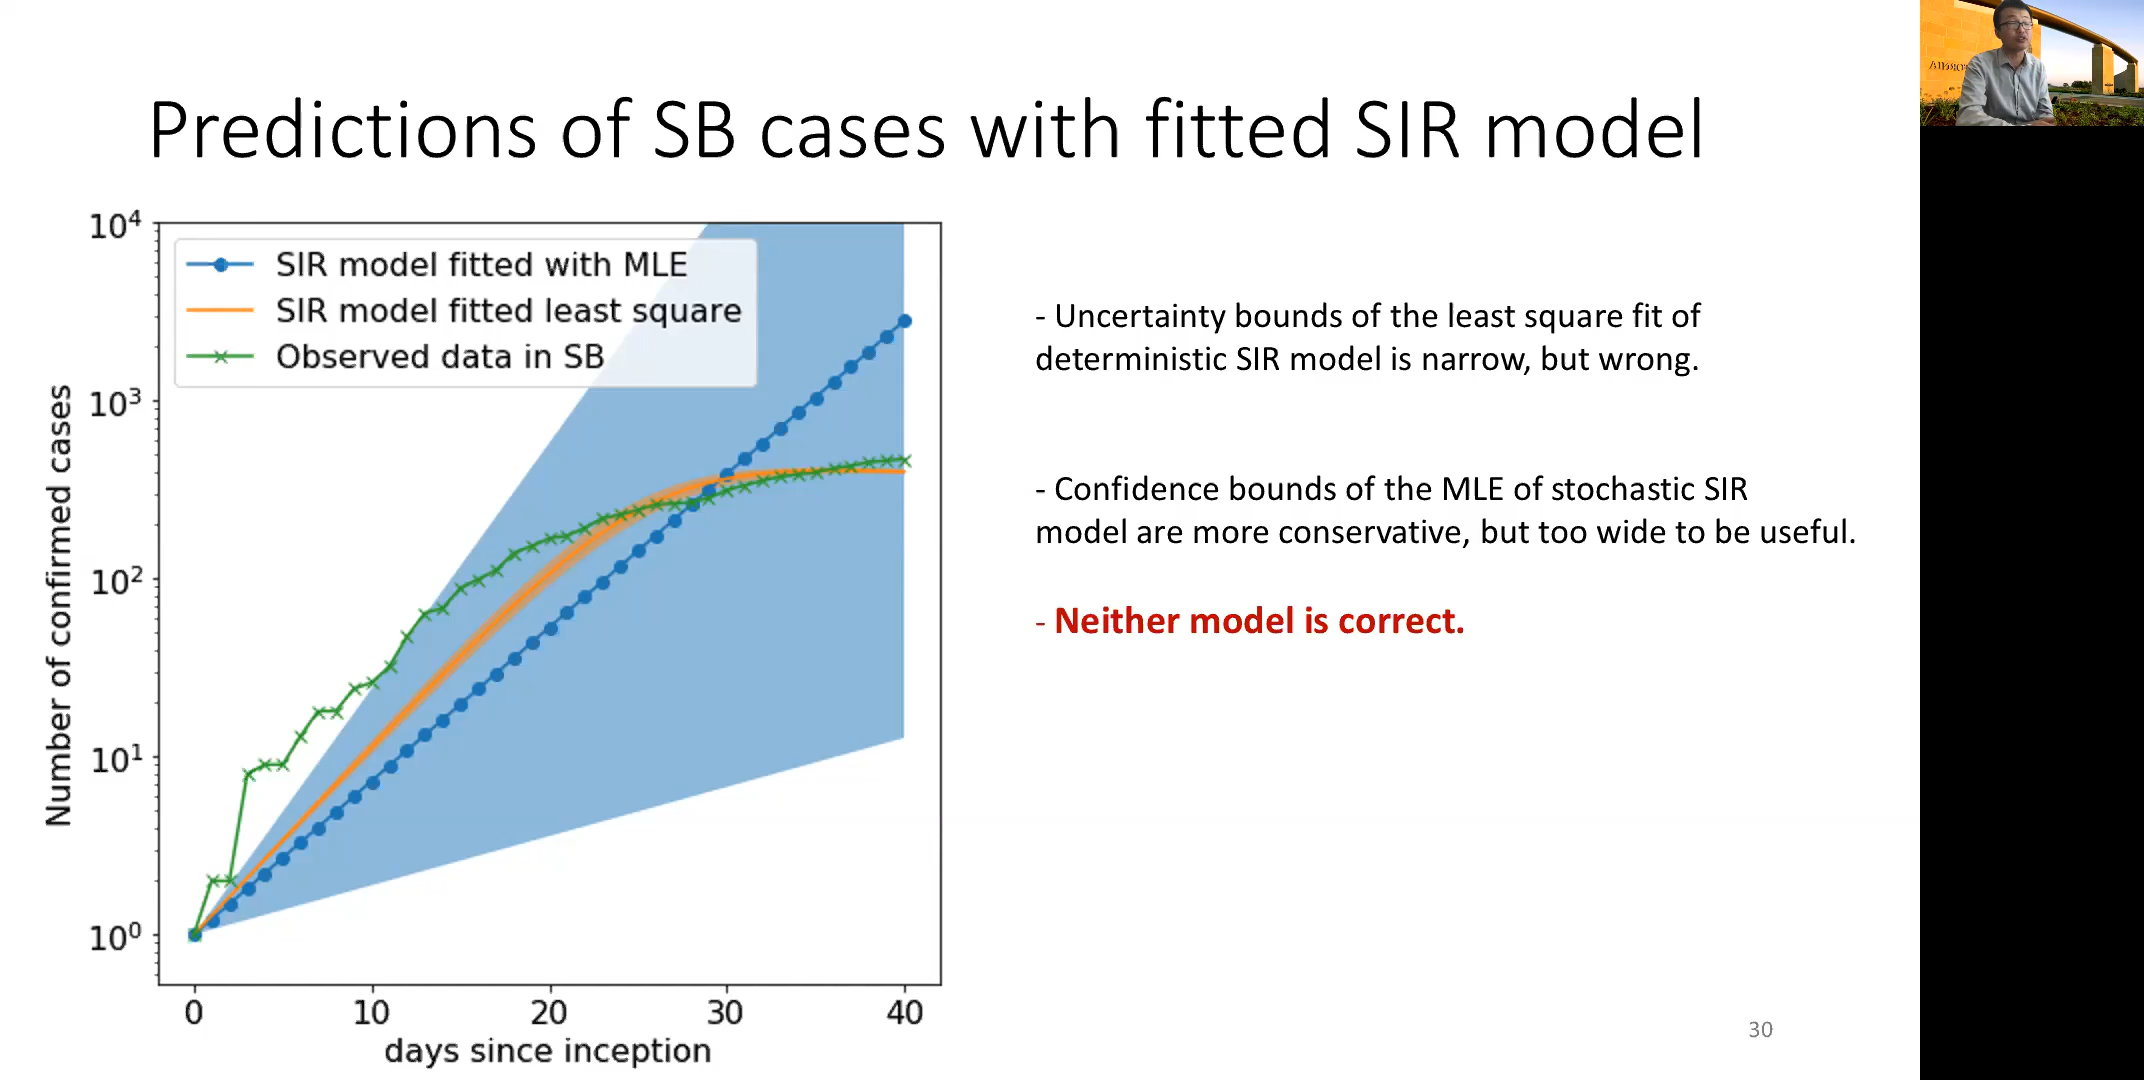 Predictions of SB cases with fitted SIR model
10⁴
10³
10²
10¹
10⁰
Number of confirmed cases
SIR model fitted with MLE
SIR model fitted least square
Observed data in SB
0 10 20 30 40
days since inception
- Uncertainty bounds of the least square fit of
deterministic SIR model is narrow, but wrong.
- Confidence bounds of the MLE of stochastic SIR
model are more conservative, but too wide to be useful.
- Neither model is correct.
30